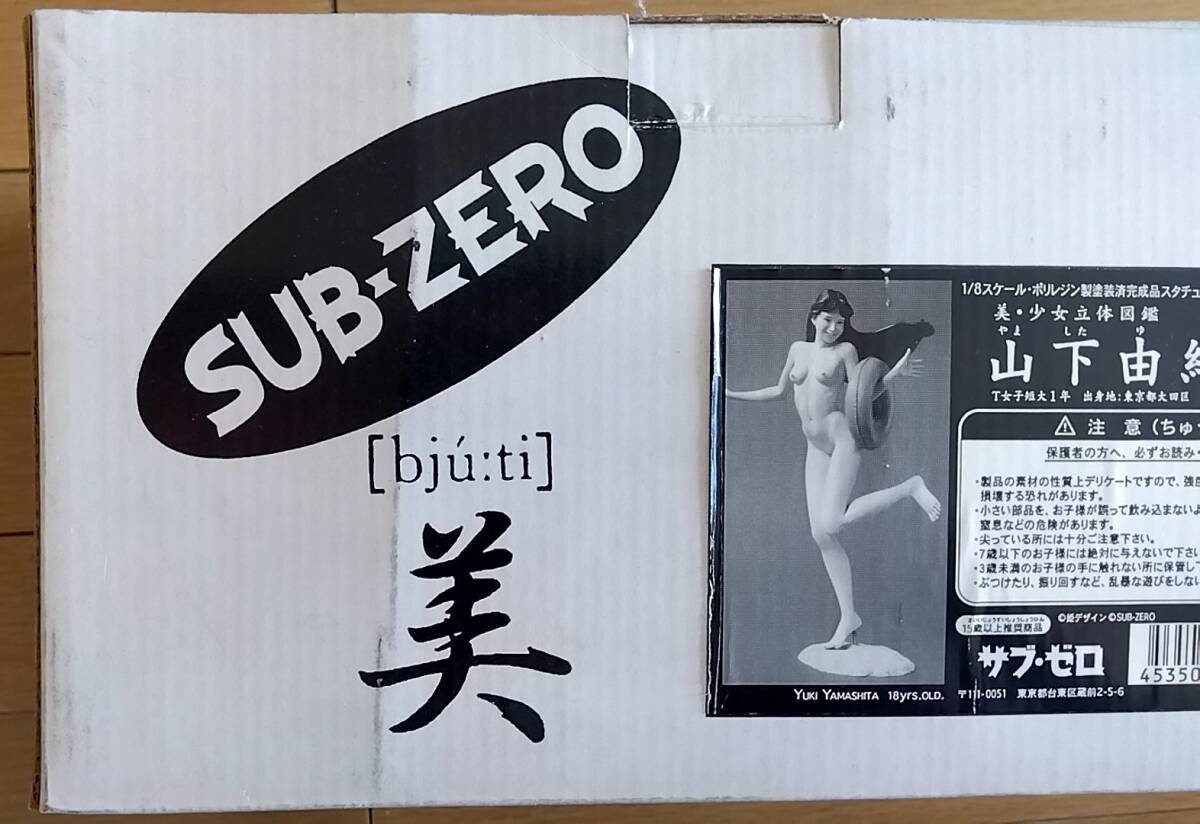 SUB-ZERO
[bjú:ti]
美
1/8スケール・ポリレジン製塗装済完成品スタチュ
美・少女立体図鑑
やま した ゆ
山下由
T女子短大1年 出身地:東京都大田区
⚠ 注意(ちゅ
保護者の方へ、必ずお読み
・製品の素材の性質上デリケートですので、強
損壊する恐れがあります。
・小さい部品を、お子様が誤って飲み込まない
窒息などの危険があります。
・尖っている所には十分ご注意下さい。
・7歳以下のお子様には絶対に与えないで下さい
・3歳未満のお子様の手に触れない所に保管し
・ぶつけたり、振り回すなど、乱暴な遊びをしない
15歳以上推奨商品
©姫デザイン ©SUB-ZERO
サブ・ゼロ
45350
YUKI YAMASHITA 18yrs.OLD.
〒111-0051 東京都台東区蔵前2-5-6